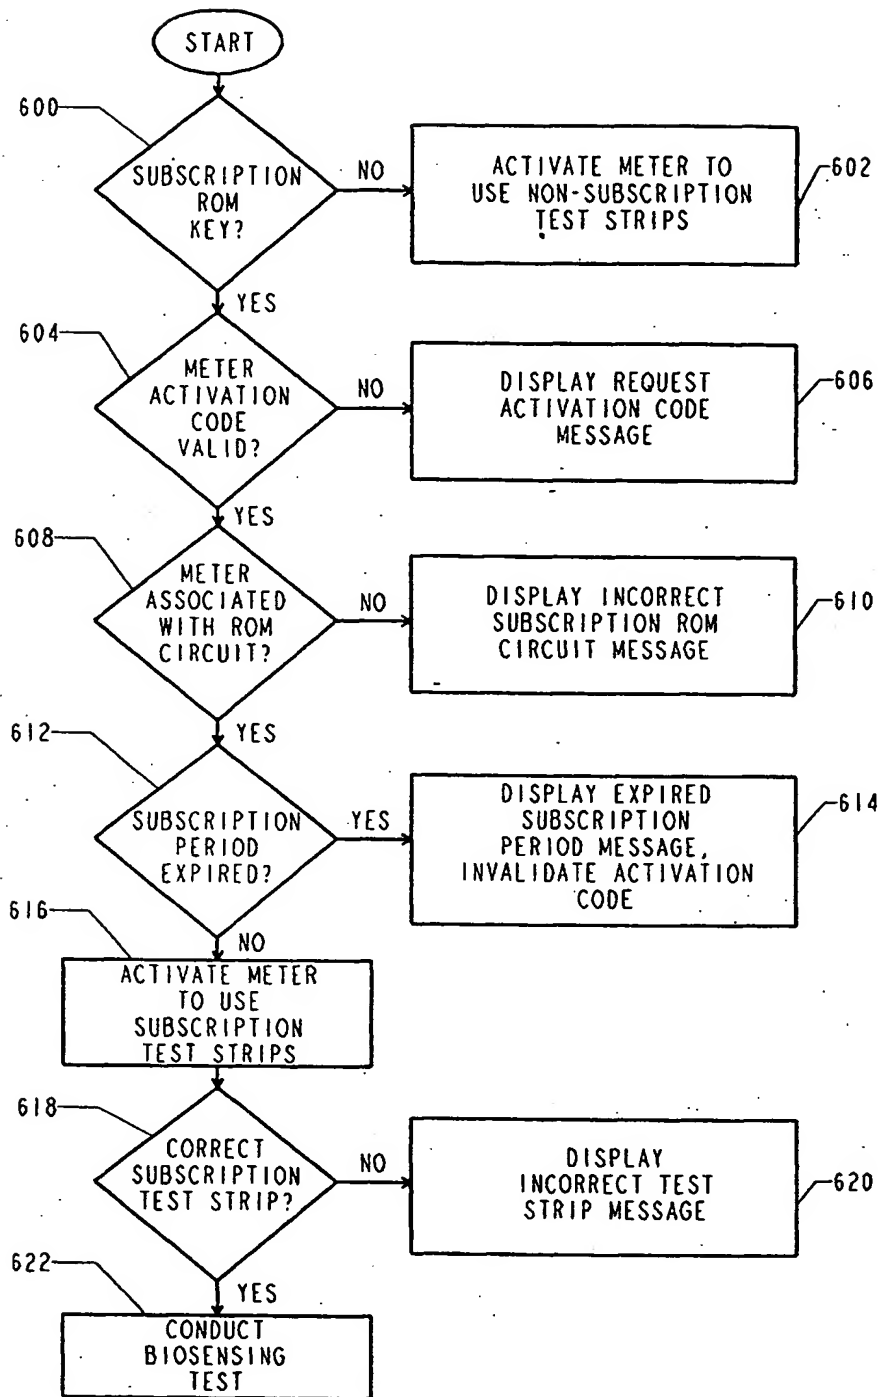 START
600
SUBSCRIPTION
ROM
KEY?
NO
ACTIVATE METER TO
USE NON-SUBSCRIPTION
TEST STRIPS
602
YES
604
METER
ACTIVATION
CODE
VALID?
NO
DISPLAY REQUEST
ACTIVATION CODE
MESSAGE
606
YES
608
METER
ASSOCIATED
WITH ROM
CIRCUIT?
NO
DISPLAY INCORRECT
SUBSCRIPTION ROM
CIRCUIT MESSAGE
610
YES
612
SUBSCRIPTION
PERIOD
EXPIRED?
YES
DISPLAY EXPIRED
SUBSCRIPTION
PERIOD MESSAGE,
INVALIDATE ACTIVATION
CODE
614
NO
616
ACTIVATE METER
TO USE
SUBSCRIPTION
TEST STRIPS
618
CORRECT
SUBSCRIPTION
TEST STRIP?
NO
DISPLAY
INCORRECT TEST
STRIP MESSAGE
620
YES
622
CONDUCT
BIOSENSING
TEST